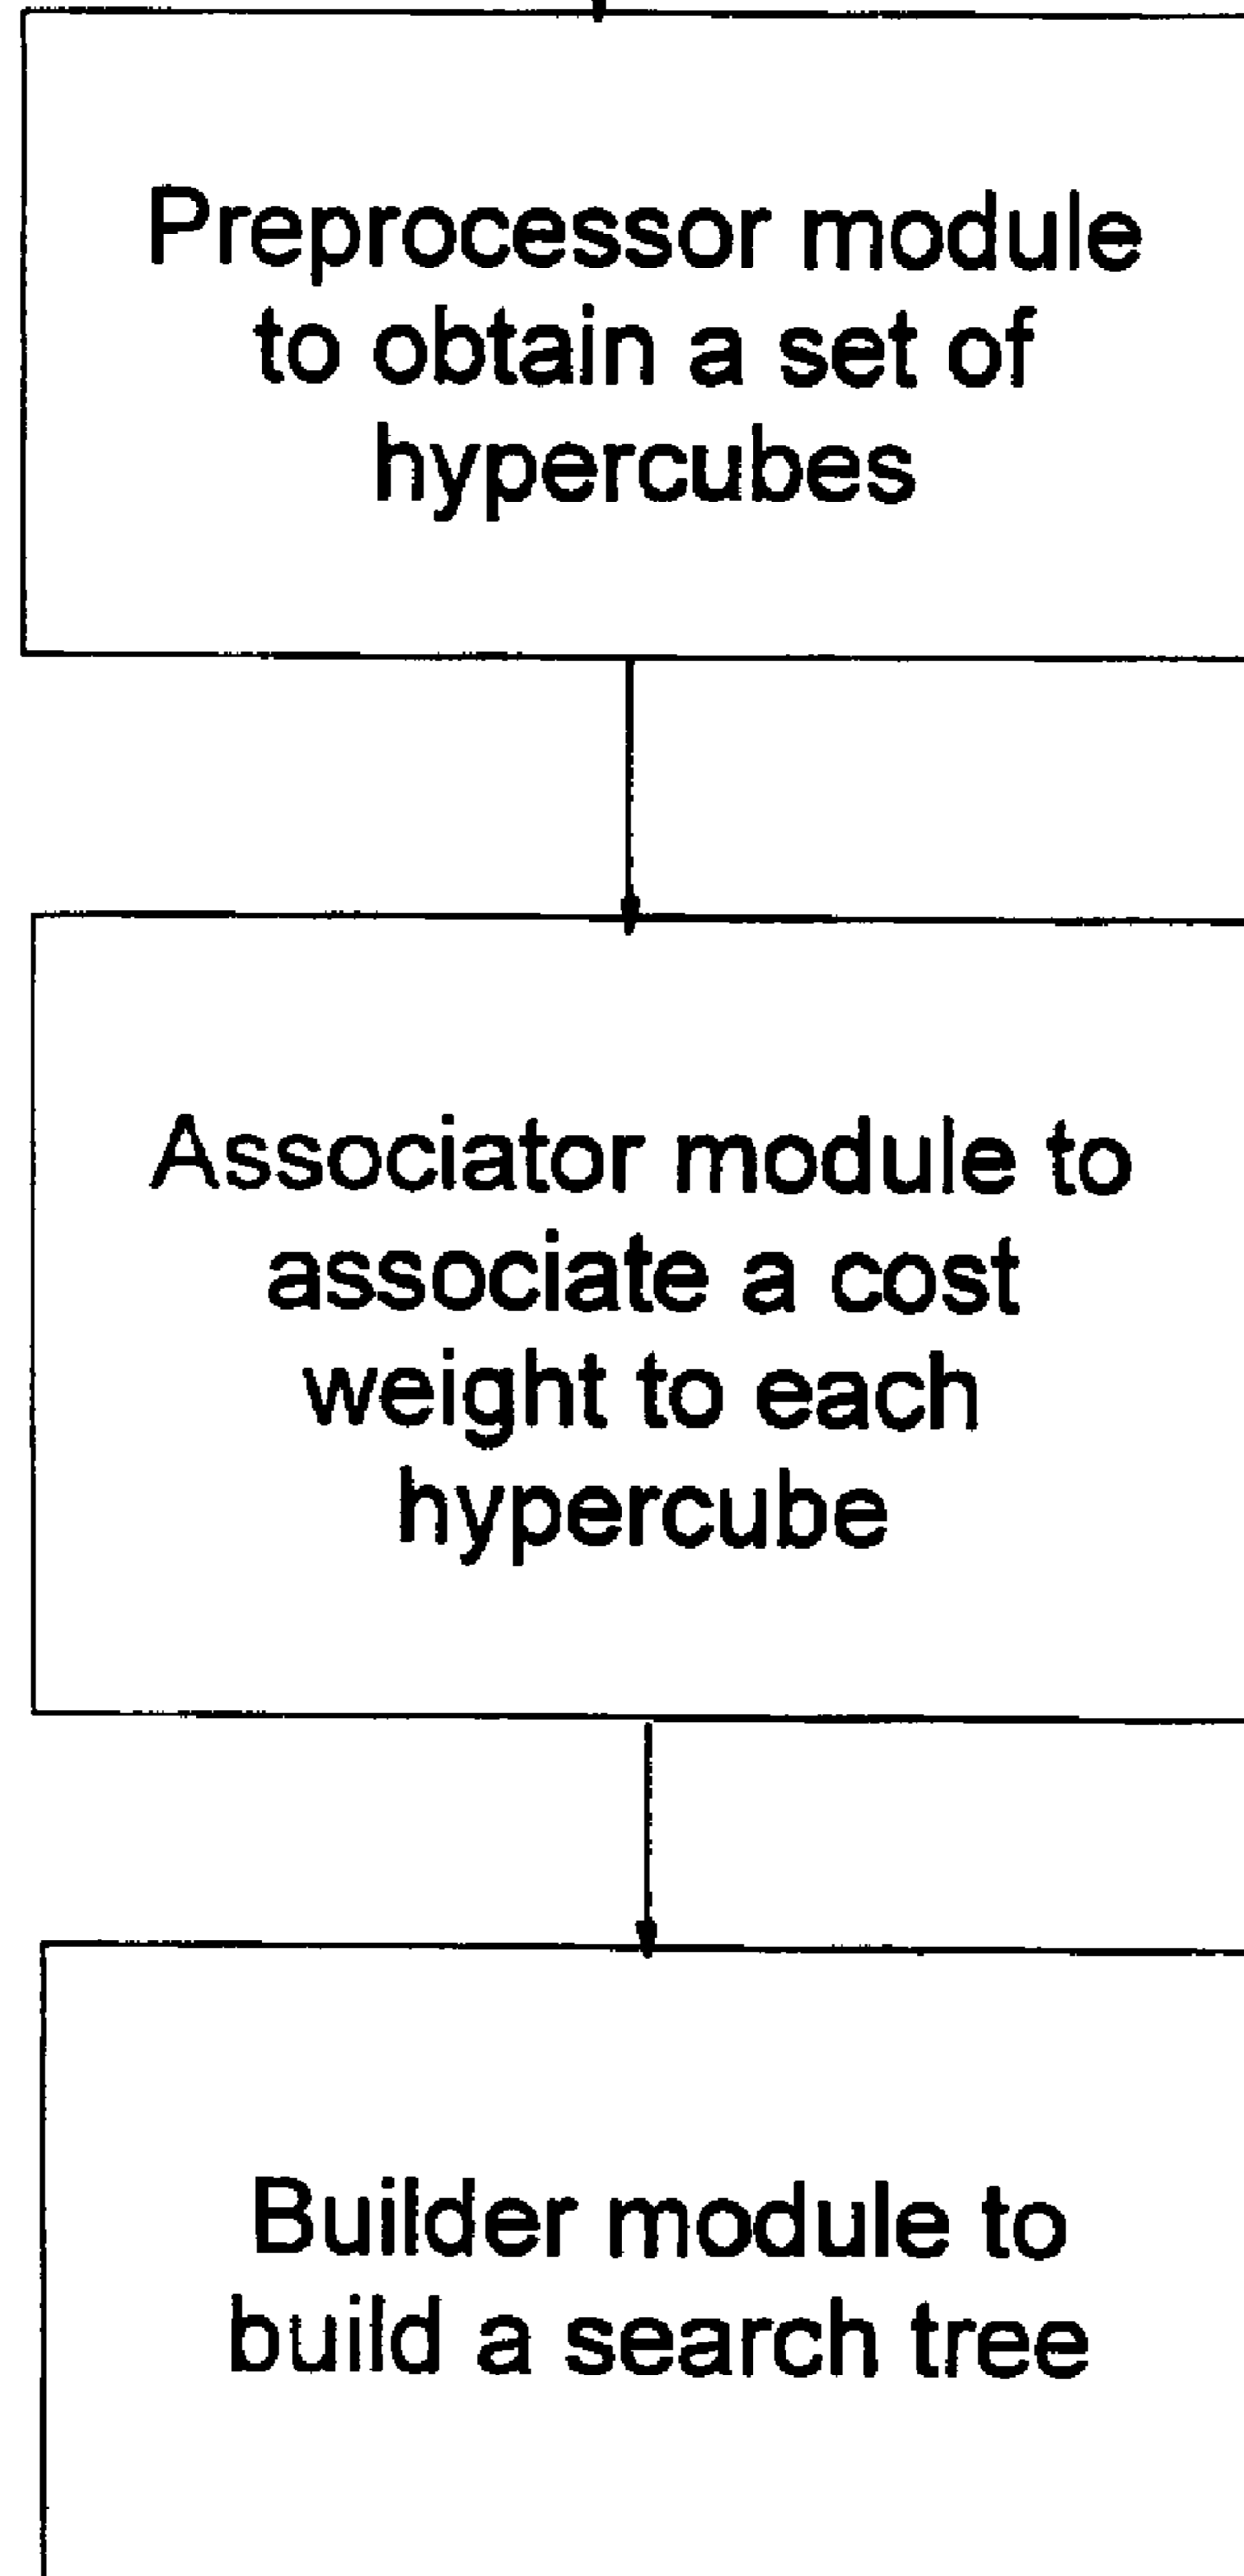 Preprocessor module
to obtain a set of
hypercubes
Associator module to
associate a cost
weight to each
hypercube
Builder module to
build a search tree